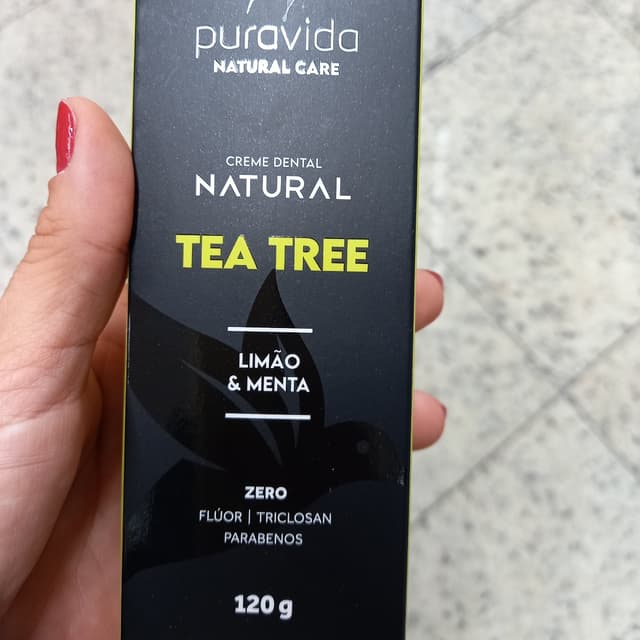 puravida
NATURAL CARE
CREME DENTAL
NATURAL
TEA TREE
LIMÃO
& MENTA
ZERO
FLÚOR | TRICLOSAN
PARABENOS
120 g